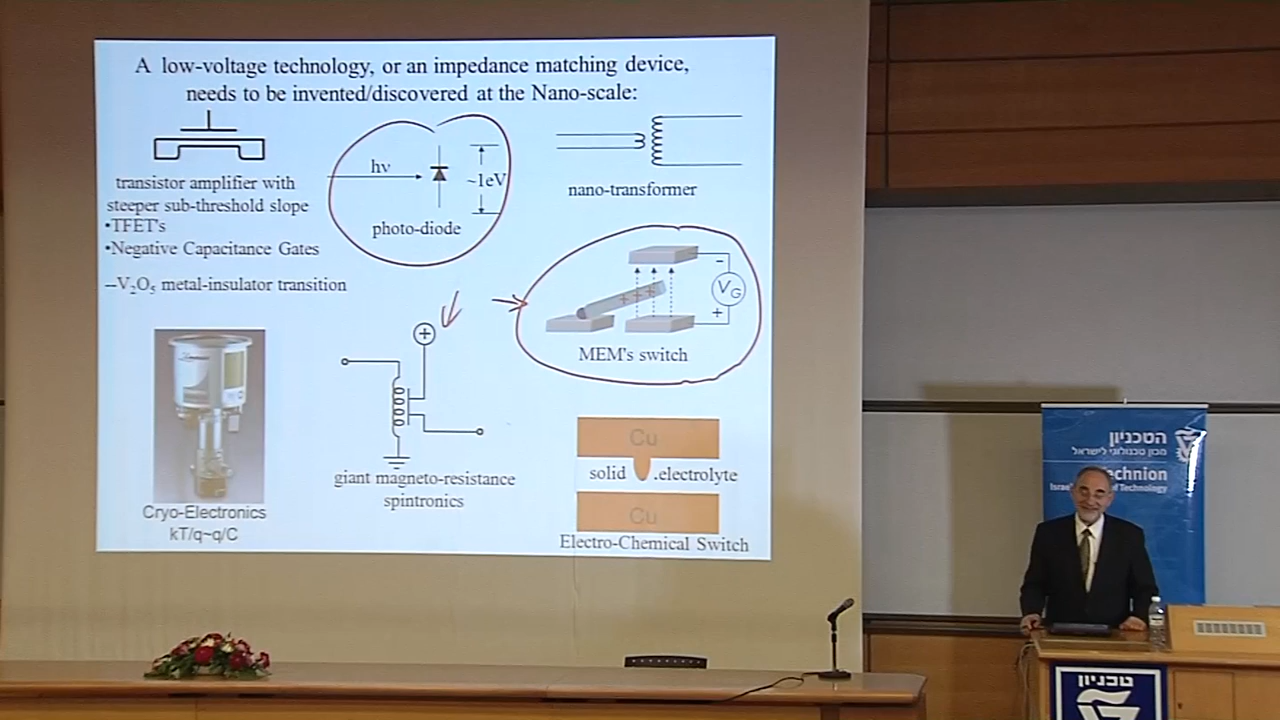 A low-voltage technology, or an impedance matching device,
needs to be invented/discovered at the Nano-scale:
transistor amplifier with
steeper sub-threshold slope
•TFET's
•Negative Capacitance Gates
–V2O5 metal-insulator transition
hν
~1eV
photo-diode
nano-transformer
–
+ + +
VG
+
MEM's switch
Cryo-Electronics
kT/q~q/C
+
giant magneto-resistance
spintronics
Cu
solid .electrolyte
Cu
Electro-Chemical Switch
הטכניון
מכון טכנולוגי לישראל
echnion
of Technology
טכניון